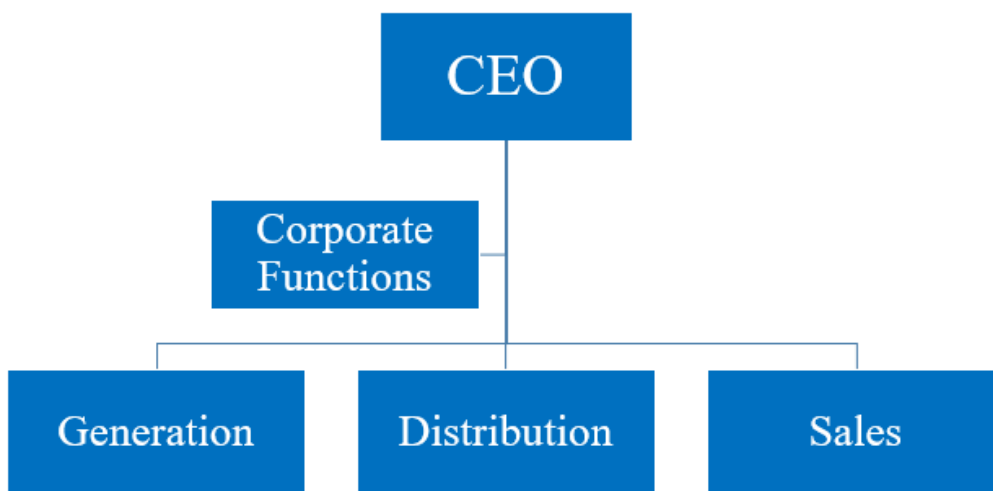 CEO
Corporate
Functions
Generation
Distribution
Sales